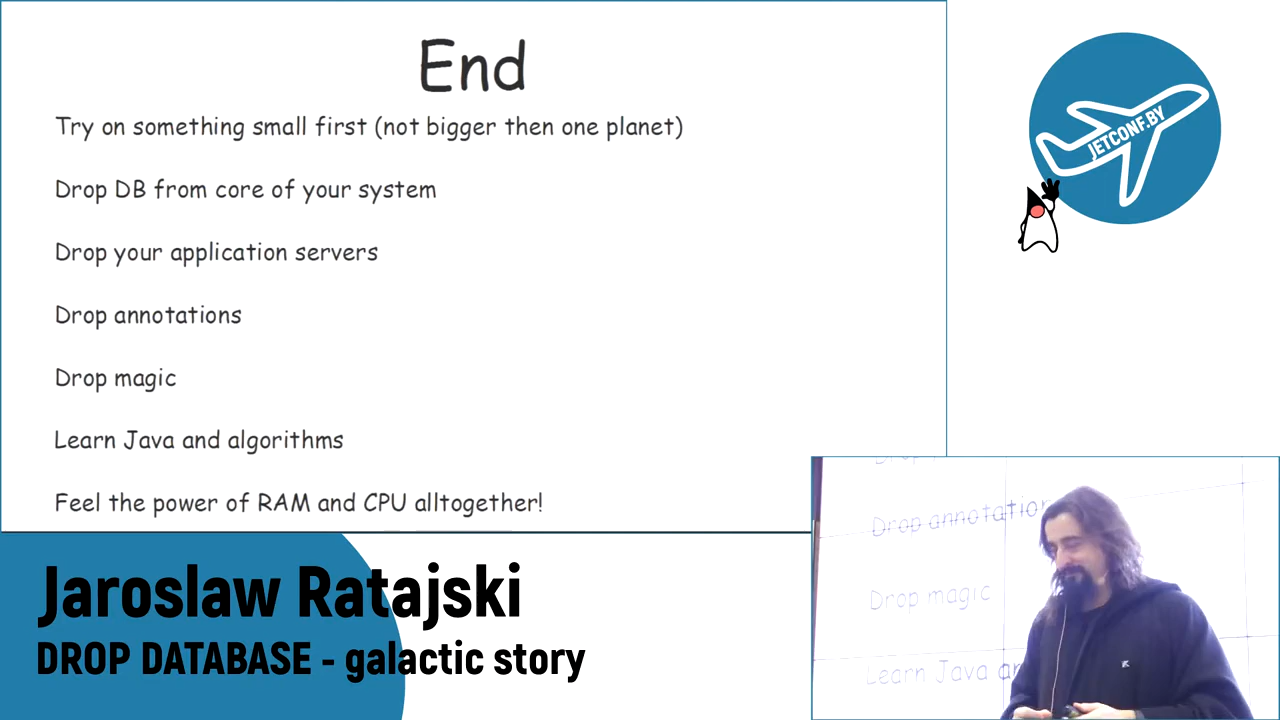 End
Try on something small first (not bigger then one planet)
Drop DB from core of your system
Drop your application servers
Drop annotations
Drop magic
Learn Java and algorithms
Feel the power of RAM and CPU alltogether!
JETCONF.BY
Jaroslaw Ratajski
DROP DATABASE - galactic story
Drop annotation
Drop magic
Learn Java an